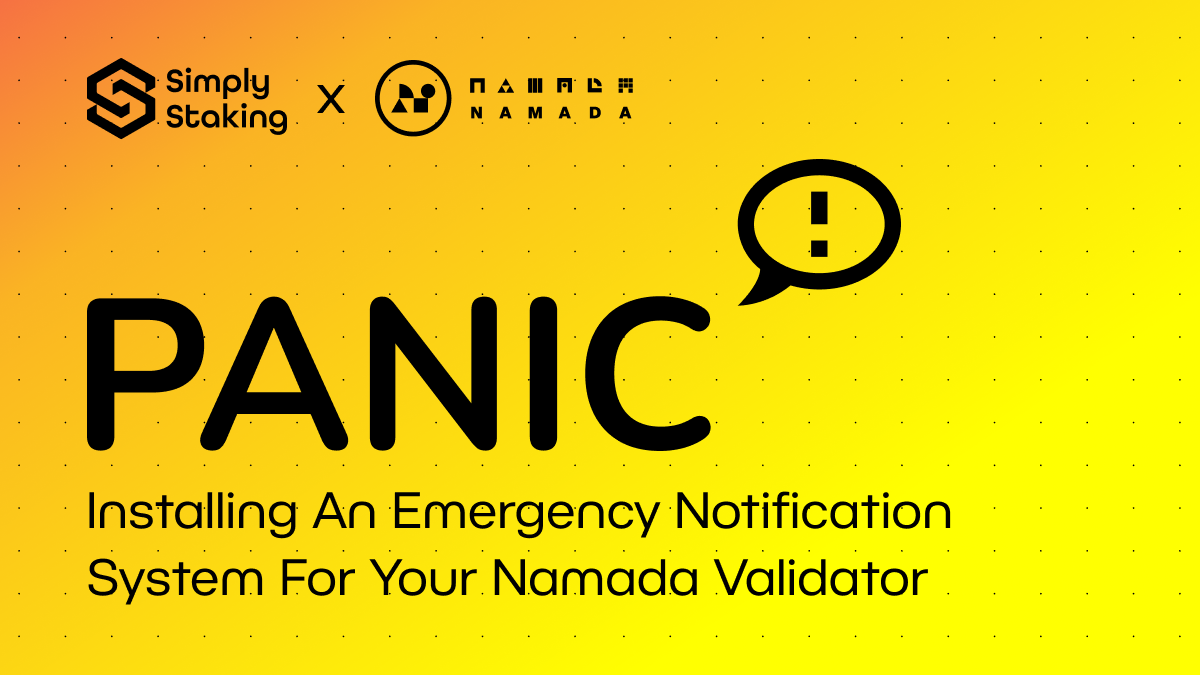 Simply
Staking
X
NAMADA
!
PANIC
Installing An Emergency Notification
System For Your Namada Validator